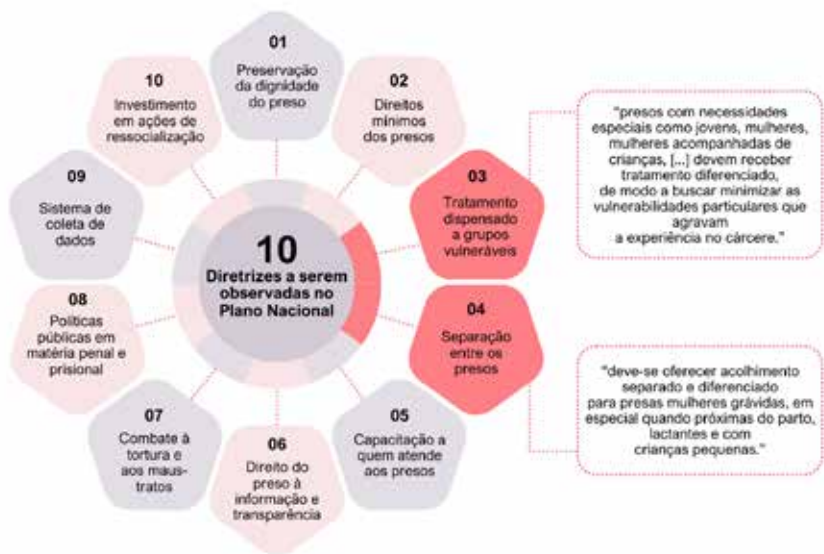 01
Preservação
da dignidade
do preso
02
Direitos
mínimos
dos presos
03
Tratamento
dispensado
a grupos
vulneráveis
04
Separação
entre os
presos
05
Capacitação a
quem atende
aos presos
06
Direito do
preso à
informação e
transparência
07
Combate à
tortura e
aos maus-
tratos
08
Políticas
públicas em
matéria penal e
prisional
09
Sistema de
coleta de
dados
10
Investimento
em ações de
ressocialização
10
Diretrizes a serem
observadas no
Plano Nacional
"presos com necessidades
especiais como jovens, mulheres,
mulheres acompanhadas de
crianças, [...] devem receber
tratamento diferenciado,
de modo a buscar minimizar as
vulnerabilidades particulares que
agravam
a experiência no cárcere."
"deve-se oferecer acolhimento
separado e diferenciado
para presas mulheres grávidas, em
especial quando próximas do parto,
lactantes e com
crianças pequenas."